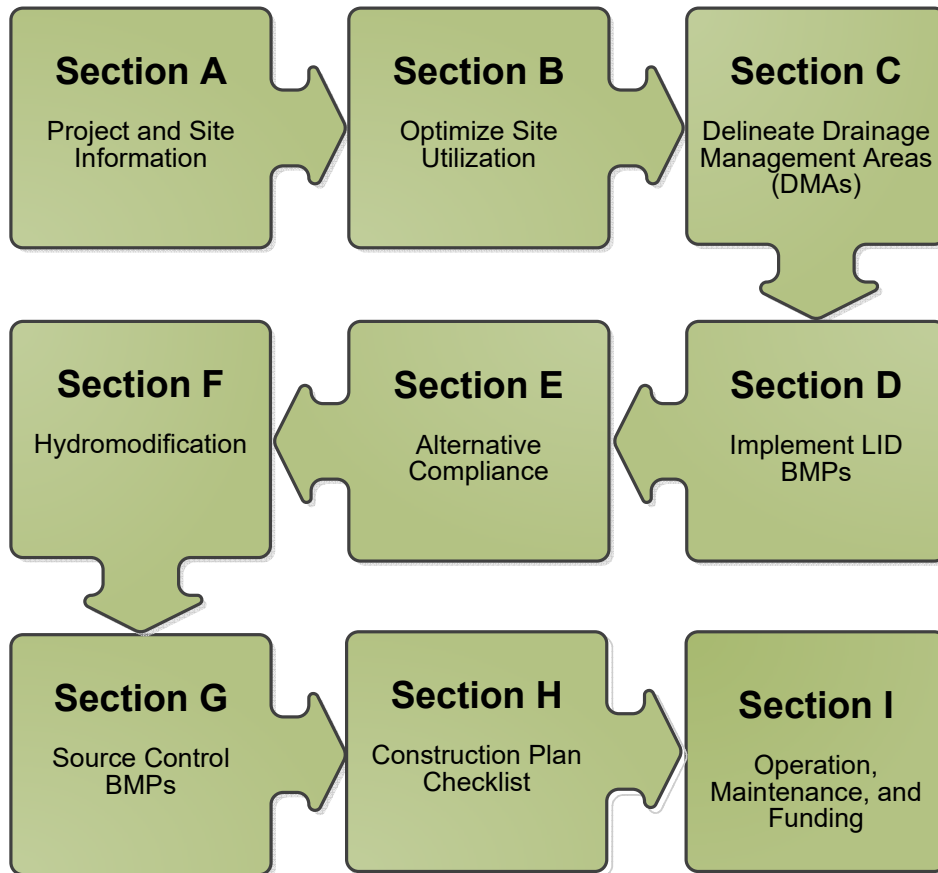 Section A
Project and Site
Information
Section B
Optimize Site
Utilization
Section C
Delineate Drainage
Management Areas
(DMAs)
Section D
Implement LID
BMPs
Section E
Alternative
Compliance
Section F
Hydromodification
Section G
Source Control
BMPs
Section H
Construction Plan
Checklist
Section I
Operation,
Maintenance, and
Funding